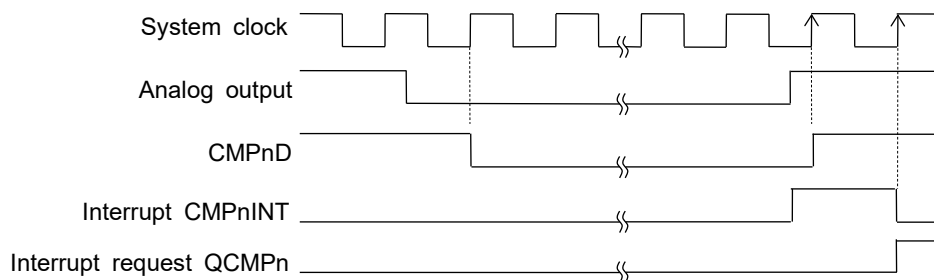 System clock
Analog output
CMPnD
Interrupt CMPnINT
Interrupt request QCMPn